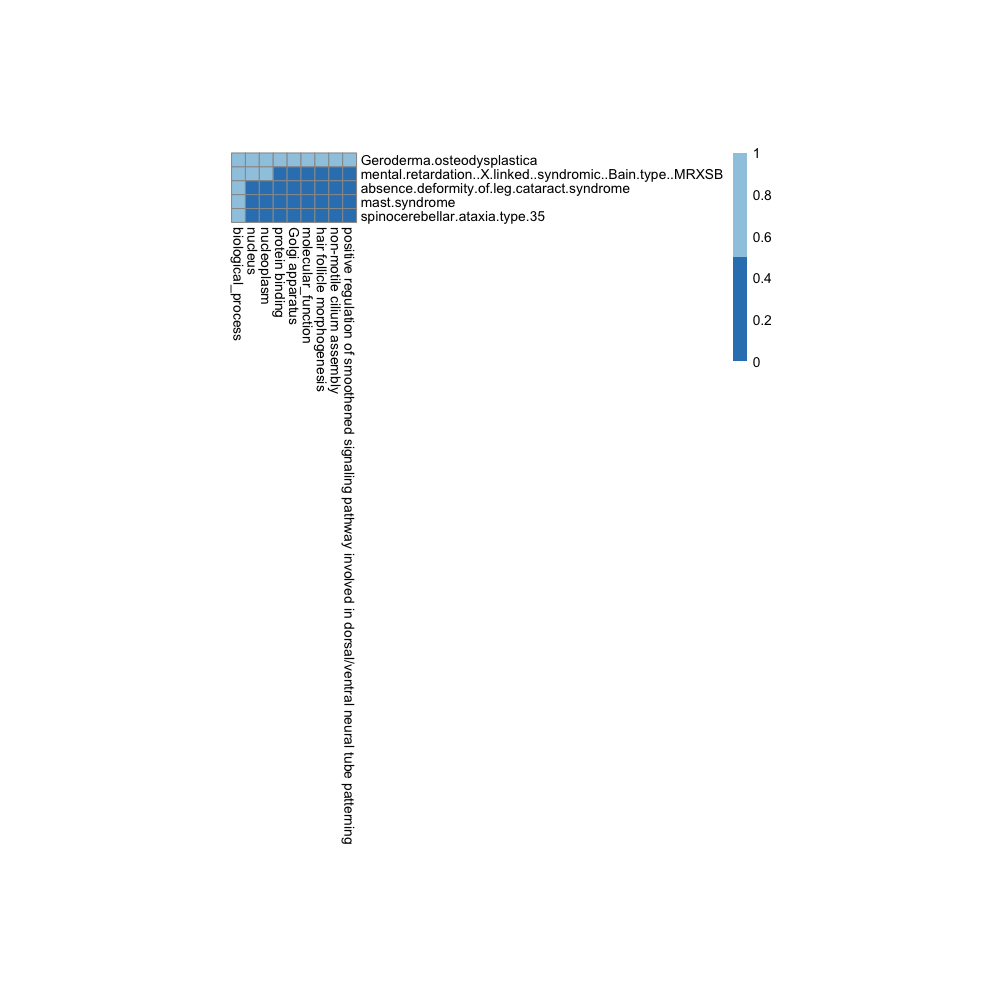 Geroderma.osteodysplastica
mental.retardation..X.linked..syndromic..Bain.type..MRXSB
absence.deformity.of.leg.cataract.syndrome
mast.syndrome
spinocerebellar.ataxia.type.35
biological_process
nucleus
nucleoplasm
protein binding
Golgi apparatus
molecular_function
hair follicle morphogenesis
non-motile cilium assembly
positive regulation of smoothened signaling pathway involved in dorsal/ventral neural tube patterning
1
0.8
0.6
0.4
0.2
0